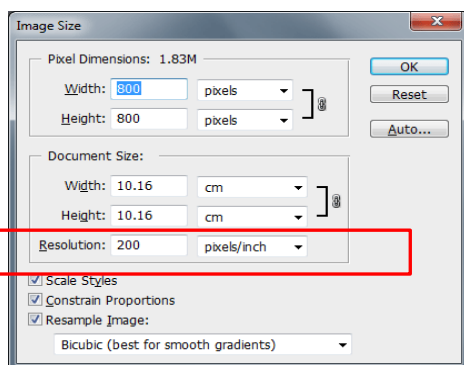 Image Size
Pixel Dimensions: 1.83M
Width: 800 pixels
Height: 800 pixels
OK
Reset
Auto...
Document Size:
Width: 10.16 cm
Height: 10.16 cm
Resolution: 200 pixels/inch
Scale Styles
Constrain Proportions
Resample Image:
Bicubic (best for smooth gradients)